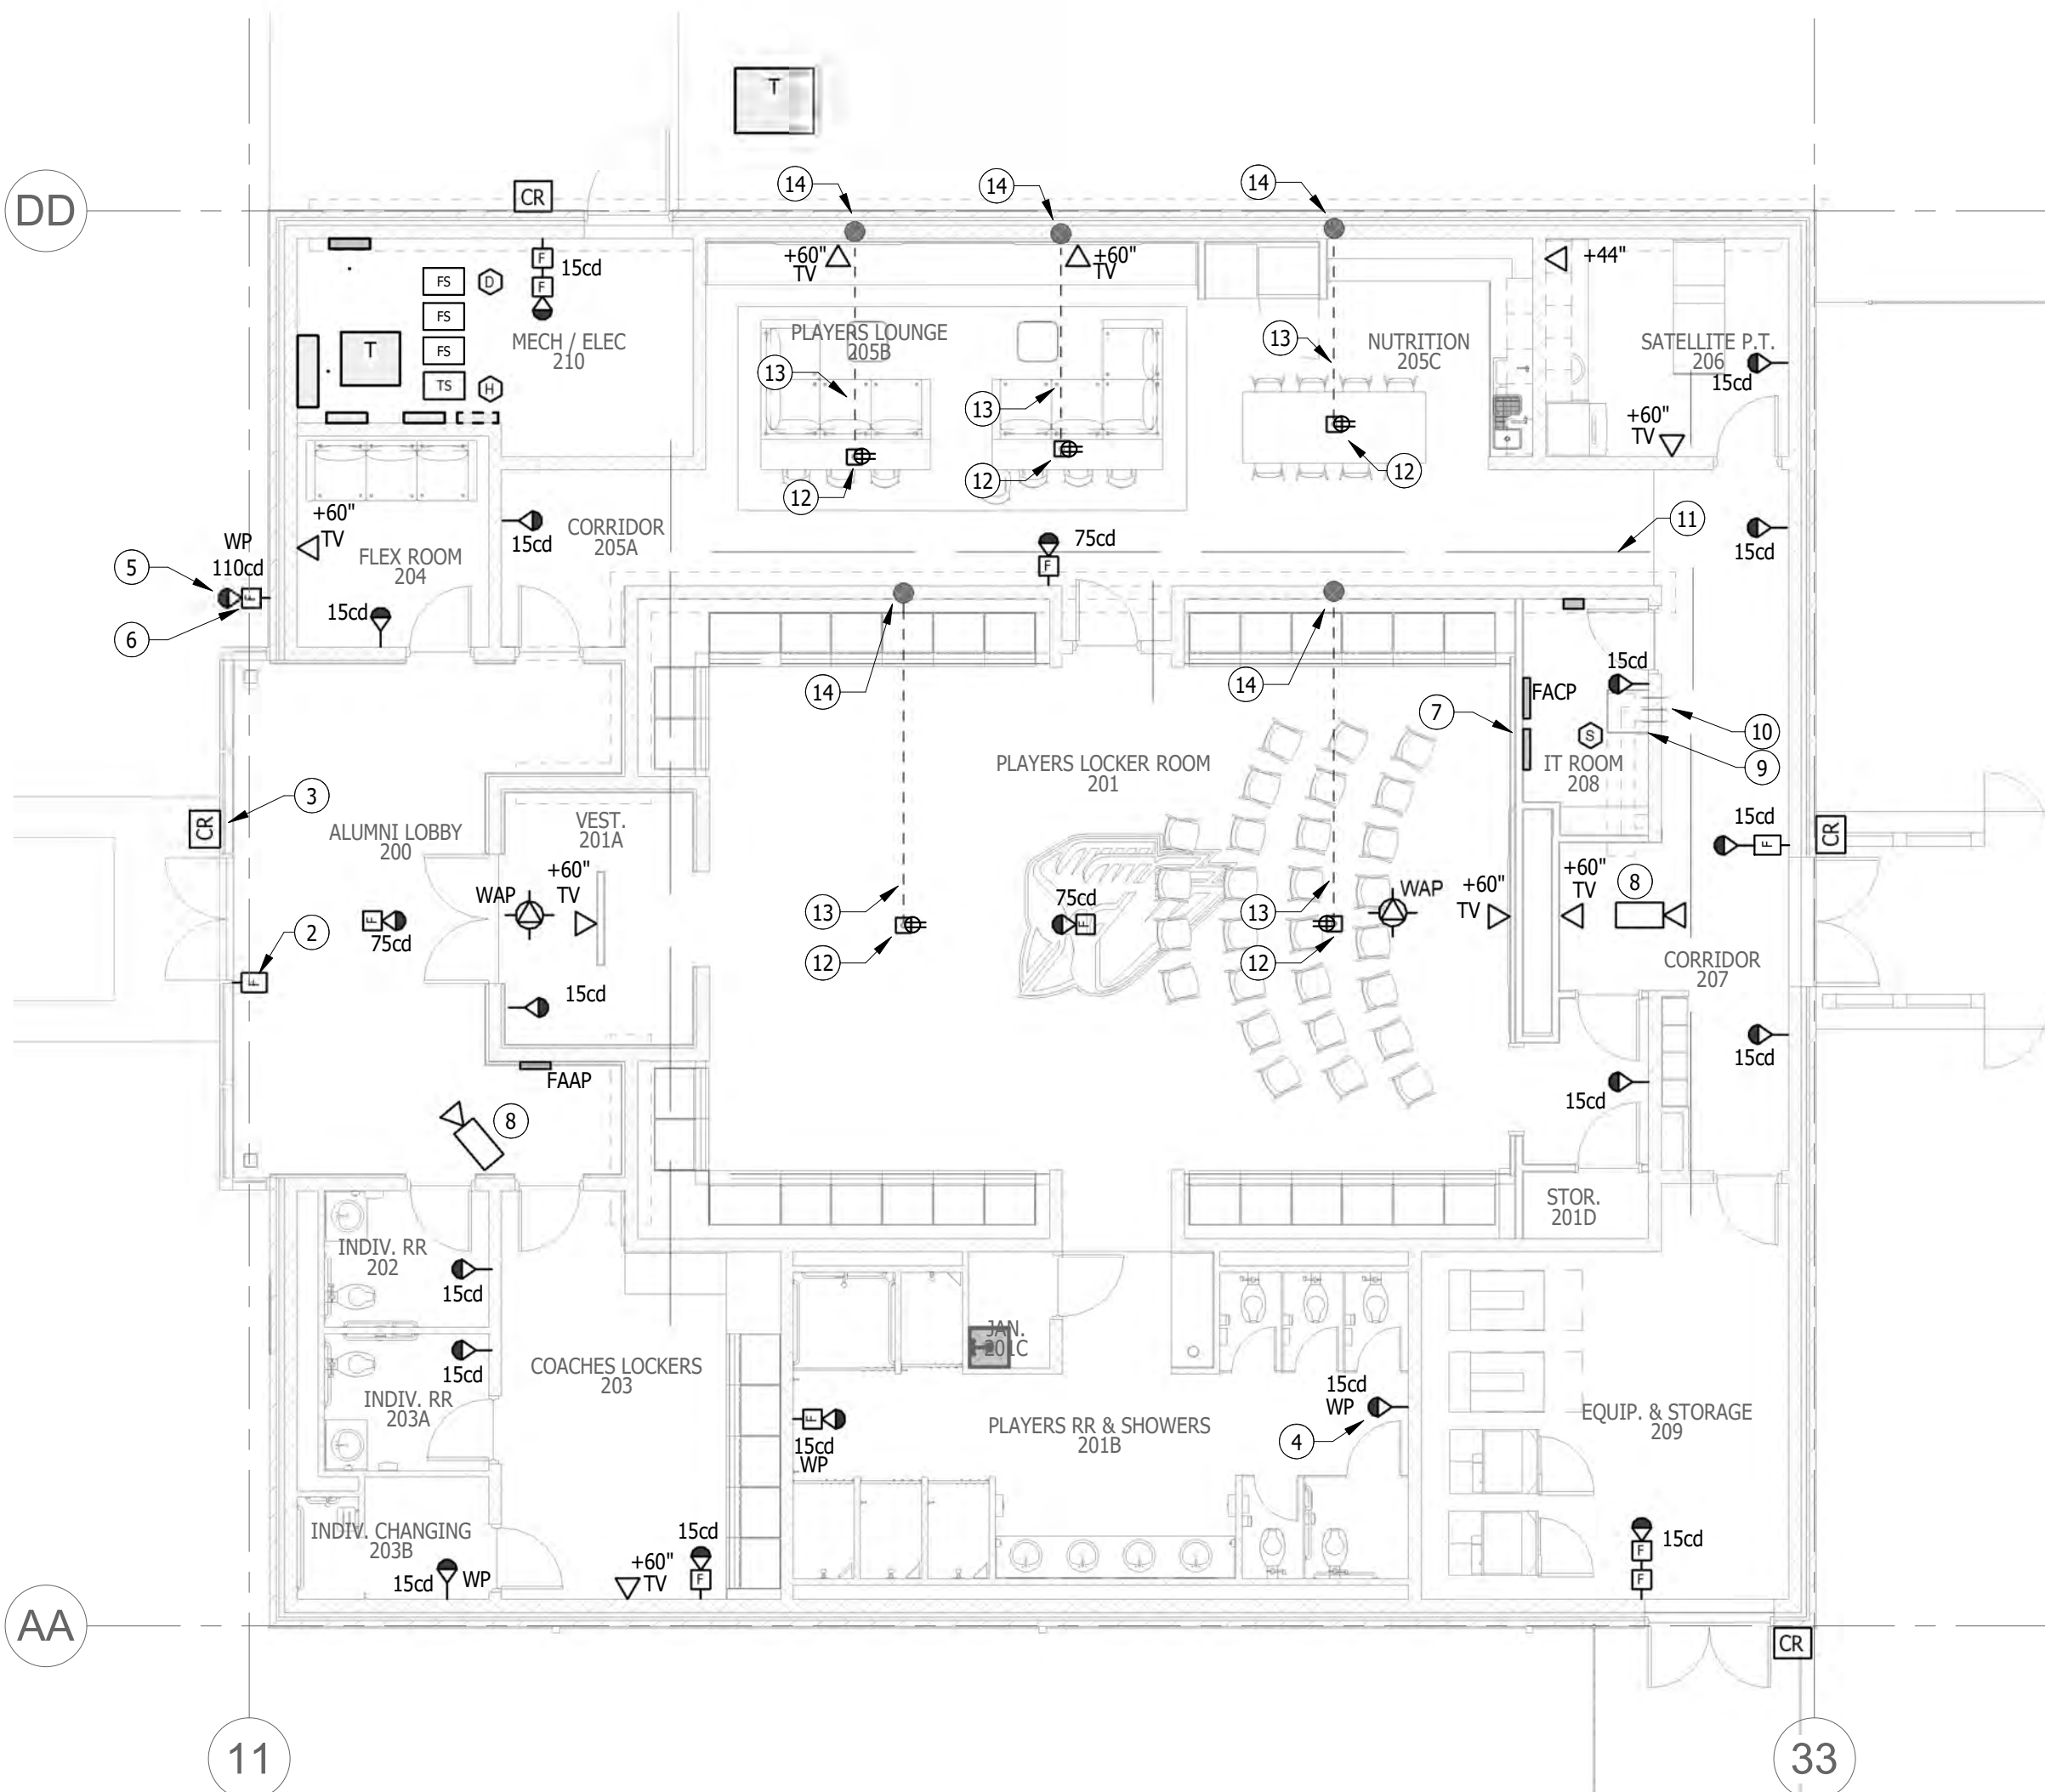 T
CR
14
14
14
DD
+60"
TV
+60"
TV
+44"
F
15cd
F
FS
D
FS
FS
TS
H
T
MECH / ELEC
210
PLAYERS LOUNGE
205B
13
13
13
NUTRITION
205C
SATELLITE P.T.
206
15cd
+60"
TV
12
12
12
11
+60"
TV
FLEX ROOM
204
15cd
CORRIDOR
205A
15cd
75cd
F
15cd
WP
110cd
5
F
6
14
14
15cd
FACP
7
10
S
IT ROOM
208
9
PLAYERS LOCKER ROOM
201
3
CR
ALUMNI LOBBY
200
VEST.
201A
+60"
TV
WAP
F
75cd
2
F
15cd
13
12
75cd
F
13
12
WAP
+60"
TV
+60"
TV
8
15cd
F
CR
CORRIDOR
207
15cd
15cd
FAAP
8
STOR.
201D
INDIV. RR
202
15cd
15cd
INDIV. RR
203A
COACHES LOCKERS
203
JAN.
201C
F
15cd
WP
PLAYERS RR & SHOWERS
201B
15cd
WP
4
EQUIP. & STORAGE
209
INDIV. CHANGING
203B
15cd
WP
+60"
TV
15cd
F
F
15cd
F
CR
AA
11
33